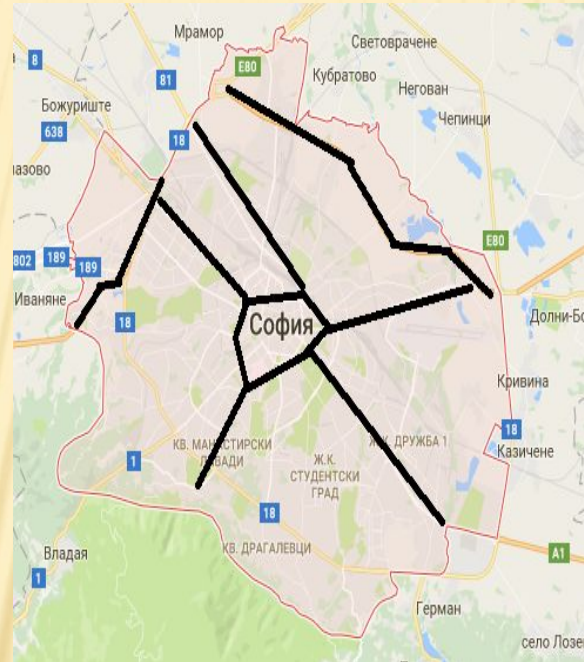 Мрамор
Световрачене
8
E80
81
Кубратово
Негован
Божурище
Чепинци
638
18
пазово
E80
802
189
189
Иваняне
18
София
Долни-Бо
Кривина
18
Казичене
КВ. МАНАСТИРСКИ
ЛИВАДИ
Ж.К. ДРУЖБА 1
1
Ж.К.
СТУДЕНТСКИ
ГРАД
18
КВ. ДРАГАЛЕВЦИ
Владая
A1
1
Герман
село Лозе